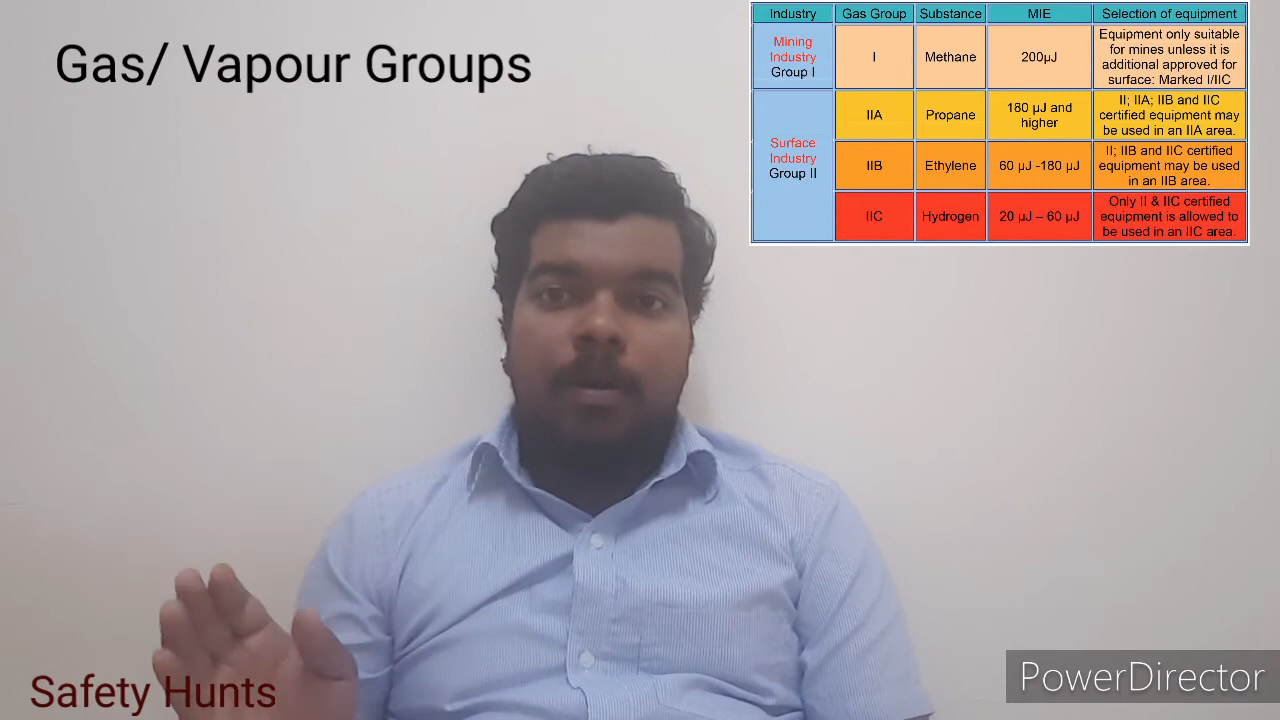 Gas/ Vapour Groups
Industry Gas Group Substance MIE Selection of equipment
Mining
Industry
Group I
I
Methane
200µJ
Equipment only suitable
for mines unless it is
additional approved for
surface: Marked I/IIC
Surface
Industry
Group II
IIA
Propane
180 µJ and
higher
II; IIA; IIB and IIC
certified equipment may
be used in an IIA area.
IIB
Ethylene
60 µJ -180 µJ
II; IIB and IIC certified
equipment may be used
in an IIB area.
IIC
Hydrogen
20 µJ – 60 µJ
Only II & IIC certified
equipment is allowed to
be used in an IIC area.
Safety Hunts
PowerDirector